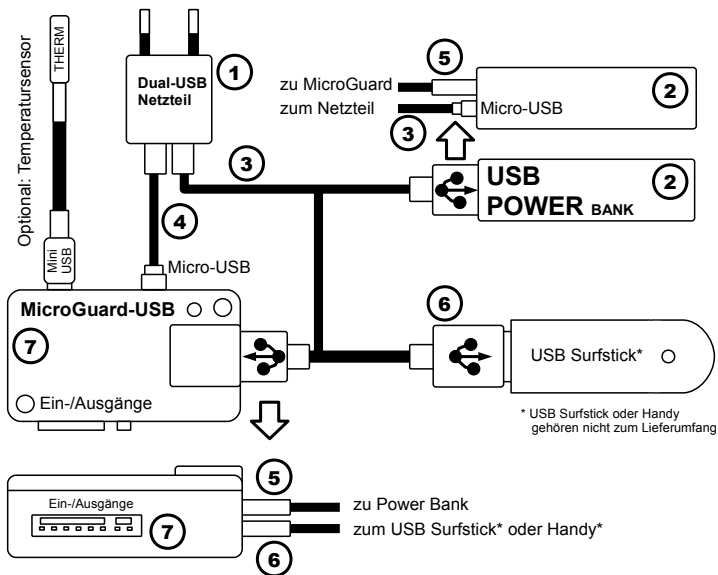 THERM
Optional: Temperatursensor
Dual-USB
Netzteil
1
5
zu MicroGuard
zum Netzteil
Micro-USB
2
3
3
USB
POWER BANK
2
4
Mini
USB
Micro-USB
MicroGuard-USB
7
Ein-/Ausgänge
6
USB Surfstick*
* USB Surfstick oder Handy
gehören nicht zum Lieferumfang
5
Ein-/Ausgänge
7
zu Power Bank
zum USB Surfstick* oder Handy*
6